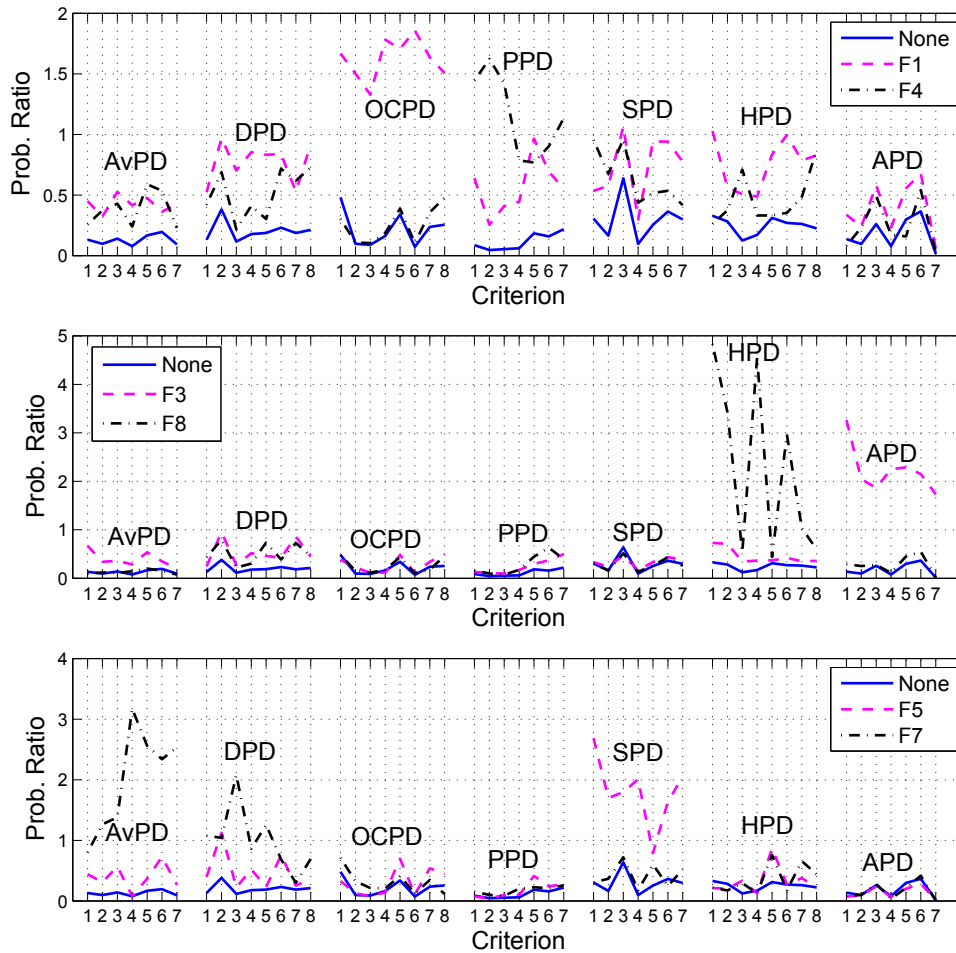 2
1.5
1
0.5
0
Prob. Ratio
AvPD
DPD
OCPD
PPD
SPD
HPD
APD
None
F1
F4
1 2 3 4 5 6 7 1 2 3 4 5 6 7 8 1 2 3 4 5 6 7 8 1 2 3 4 5 6 7 1 2 3 4 5 6 7 1 2 3 4 5 6 7 8 1 2 3 4 5 6 7
Criterion
5
4
3
2
1
0
Prob. Ratio
None
F3
F8
AvPD
DPD
OCPD
PPD
SPD
HPD
APD
1 2 3 4 5 6 7 1 2 3 4 5 6 7 8 1 2 3 4 5 6 7 8 1 2 3 4 5 6 7 1 2 3 4 5 6 7 1 2 3 4 5 6 7 8 1 2 3 4 5 6 7
Criterion
4
3
2
1
0
Prob. Ratio
AvPD
DPD
OCPD
PPD
SPD
HPD
APD
None
F5
F7
1 2 3 4 5 6 7 1 2 3 4 5 6 7 8 1 2 3 4 5 6 7 8 1 2 3 4 5 6 7 1 2 3 4 5 6 7 1 2 3 4 5 6 7 8 1 2 3 4 5 6 7
Criterion